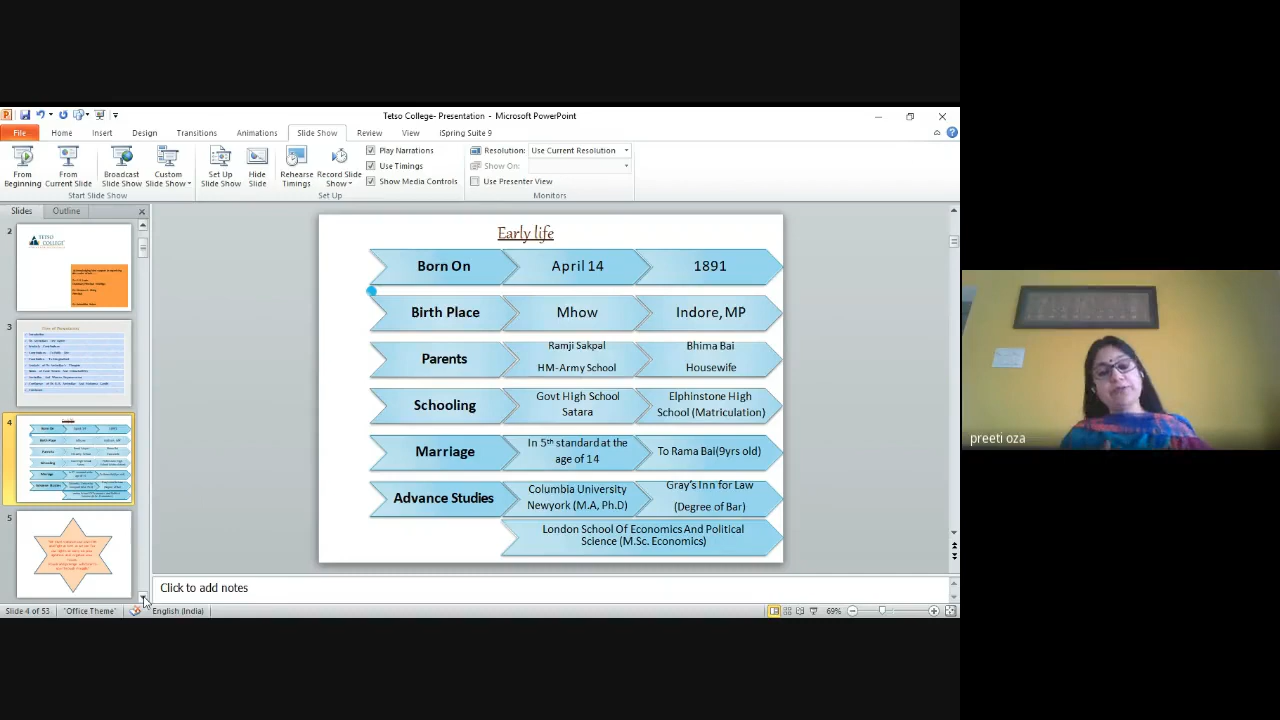 Tetso College- Presentation - Microsoft PowerPoint
File Home Insert Design Transitions Animations Slide Show Review View iSpring Suite 9
From Beginning
From Current Slide
Broadcast Slide Show
Custom Slide Show
Set Up Slide Show
Hide Slide
Rehearse Timings
Record Slide Show
Play Narrations
Use Timings
Show Media Controls
Resolution: Use Current Resolution
Show On:
Use Presenter View
Start Slide Show Set Up Monitors
Slides Outline
2
TETSO
COLLEGE
3
4
5
Early life
Born On April 14 1891
Birth Place Mhow Indore, MP
Parents
Ramji Sakpal
HM-Army School
Bhima Bai
Housewife
Schooling
Govt High School
Satara
Elphinstone High
School (Matriculation)
Marriage
In 5th standard at the
age of 14
To Rama Bai(9yrs old)
Advance Studies
Columbia University
Newyork (M.A, Ph.D)
Gray's Inn for Law
(Degree of Bar)
London School Of Economics And Political
Science (M.Sc. Economics)
Click to add notes
Slide 4 of 53 "Office Theme" English (India) 69%
preeti oza